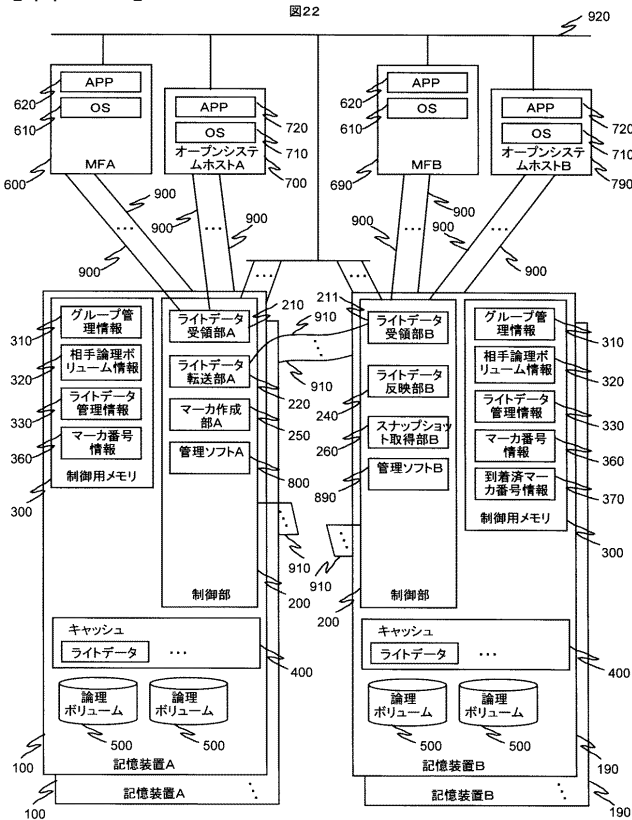 図22
920
APP
620
OS
610
MFA
600
APP
720
OS
710
オープンシステ
ムホストA
700
APP
620
OS
610
MFB
690
APP
720
OS
710
オープンシステ
ムホストB
790
900
900
900
900
900
900
900
900
…
…
…
…
…
…
310
グループ管
理情報
320
相手論理ボ
リューム情報
330
ライトデータ
管理情報
360
マーカ番号
情報
制御用メモリ
300
ライトデータ
受領部A
210
ライトデータ
転送部A
220
マーカ作成
部A
250
管理ソフトA
800
910
910
910
制御部
200
キャッシュ
ライトデータ
…
400
論理
ボリューム
500
論理
ボリューム
500
100
記憶装置A
100
記憶装置A
211
ライトデータ
受領部B
ライトデータ
反映部B
240
スナップショッ
ト取得部B
260
管理ソフトB
890
910
制御部
200
グループ管
理情報
310
相手論理ボ
リューム情報
320
ライトデータ
管理情報
330
マーカ番号
情報
360
到着済マー
カ番号情報
370
制御用メモリ
300
キャッシュ
ライトデータ
…
400
論理
ボリューム
500
論理
ボリューム
500
記憶装置B
190
記憶装置B
190